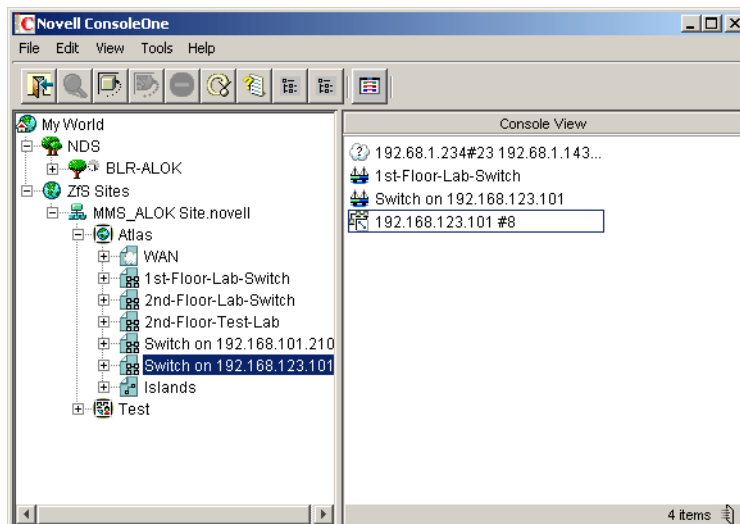 Novell ConsoleOne
File Edit View Tools Help
My World
NDS
BLR-ALOK
ZfS Sites
MMS_ALOK Site.novell
Atlas
WAN
1st-Floor-Lab-Switch
2nd-Floor-Lab-Switch
2nd-Floor-Test-Lab
Switch on 192.168.101.210
Switch on 192.168.123.101
Islands
Test
Console View
192.68.1.234#23 192.68.1.143...
1st-Floor-Lab-Switch
Switch on 192.168.123.101
192.168.123.101 #8
4 items